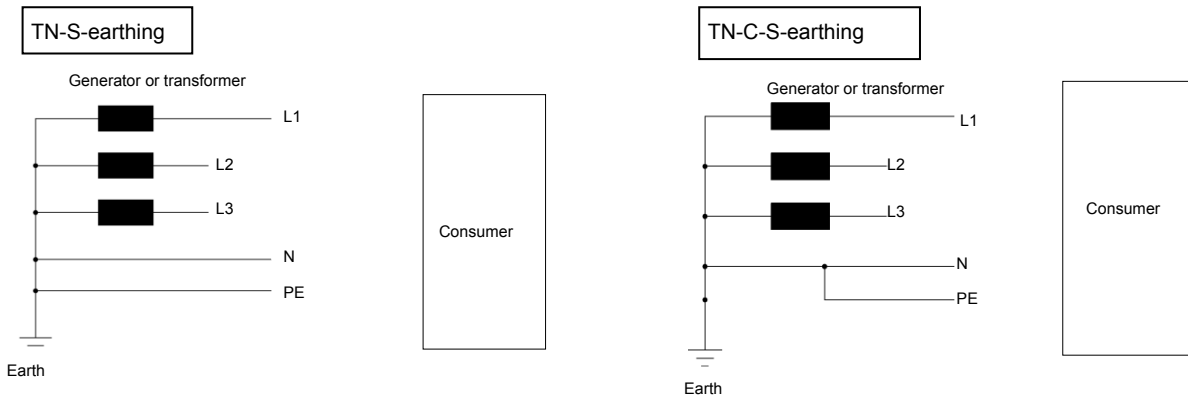 TN-S-earthing
Generator or transformer
L1
L2
L3
N
PE
Earth
Consumer
TN-C-S-earthing
Generator or transformer
L1
L2
L3
N
PE
Earth
Consumer